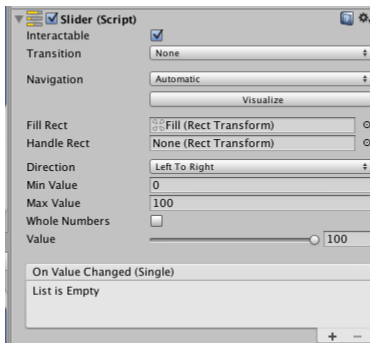 Slider (Script)
Interactable
Transition None
Navigation Automatic
Visualize
Fill Rect Fill (Rect Transform)
Handle Rect None (Rect Transform)
Direction Left To Right
Min Value 0
Max Value 100
Whole Numbers
Value 100
On Value Changed (Single)
List is Empty
+ −